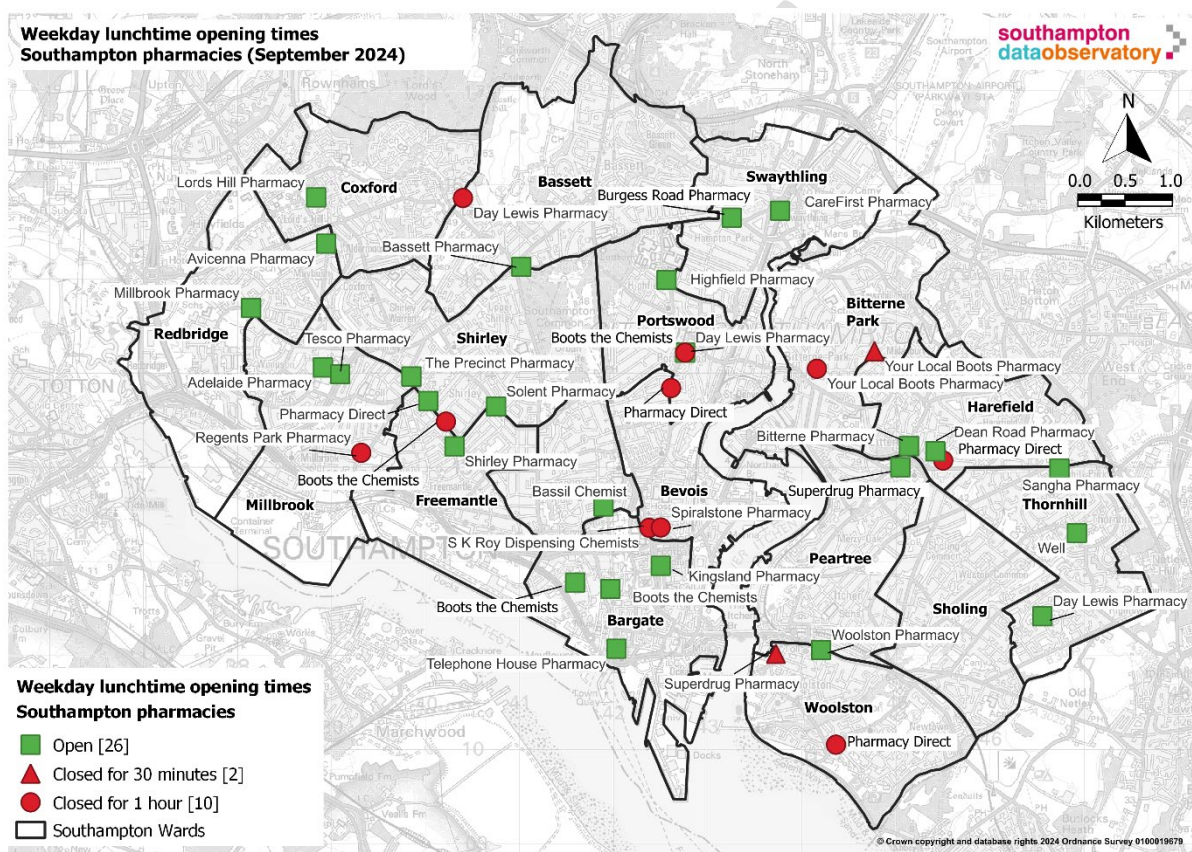 Weekday lunchtime opening times
Southampton pharmacies (September 2024)
southampton
dataobservatory
N
0.0 0.5 1.0
Kilometers
Rownhams
North
Stoneham
SOUTHAMPTON AIRPORT
Lords Hill Pharmacy
Coxford
Bassett
Swaythling
Burgess Road Pharmacy
CareFirst Pharmacy
Day Lewis Pharmacy
Bassett Pharmacy
Avicenna Pharmacy
Highfield Pharmacy
Millbrook Pharmacy
Redbridge
Bitterne
Park
Portswood
Shirley
Tesco Pharmacy
Boots the Chemists
Day Lewis Pharmacy
The Precinct Pharmacy
Your Local Boots Pharmacy
Your Local Boots Pharmacy
TOTTON
Adelaide Pharmacy
Solent Pharmacy
Pharmacy Direct
Harefield
Pharmacy Direct
Dean Road Pharmacy
Bitterne Pharmacy
Pharmacy Direct
Regents Park Pharmacy
Shirley Pharmacy
Boots the Chemists
Superdrug Pharmacy
Sangha Pharmacy
Millbrook
Freemantle
Bassil Chemist
Bevois
Thornhill
Spiralstone Pharmacy
S K Roy Dispensing Chemists
SOUTHAMPTON
Well
Peartree
Kingsland Pharmacy
Boots the Chemists
Boots the Chemists
Sholing
Day Lewis Pharmacy
Bargate
Woolston Pharmacy
Telephone House Pharmacy
Superdrug Pharmacy
Woolston
Marchwood
Pharmacy Direct
Weekday lunchtime opening times
Southampton pharmacies
Open [26]
Closed for 30 minutes [2]
Closed for 1 hour [10]
Southampton Wards
© Crown copyright and database rights 2024 Ordnance Survey 0100019679